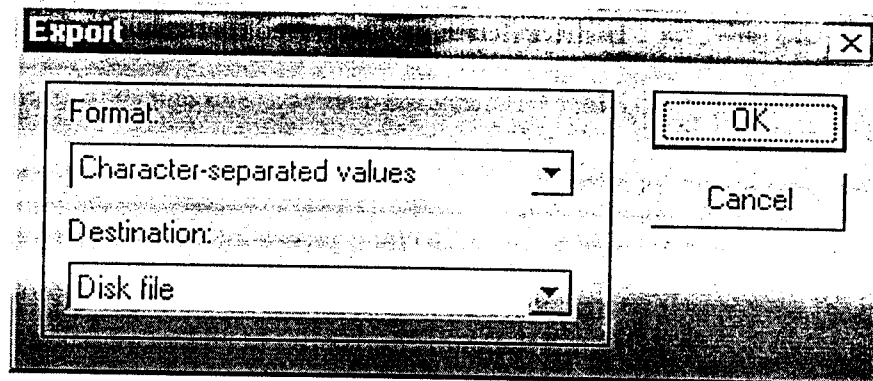 Export
Format:
Character-separated values
Destination:
Disk file
OK
Cancel